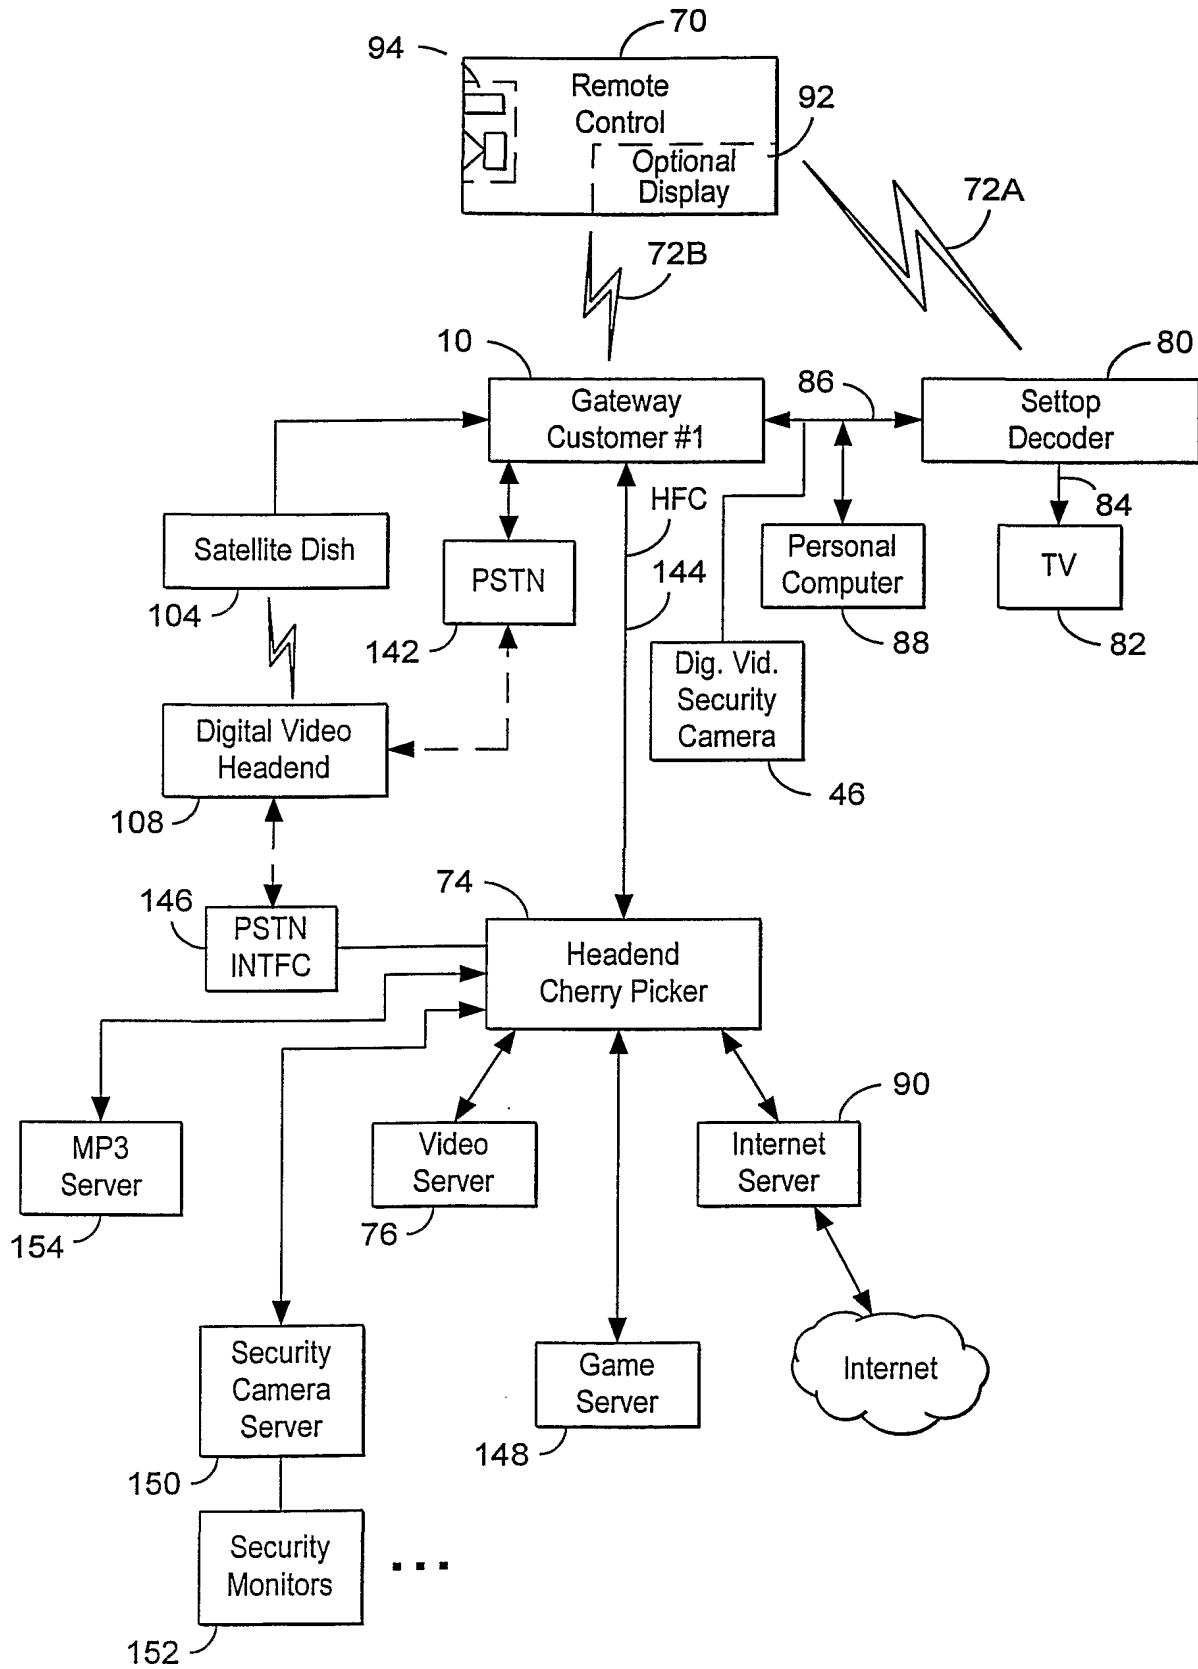 70
94
Remote
Control
92
Optional
Display
72A
72B
10
80
86
Gateway
Customer #1
Settop
Decoder
HFC
84
Satellite Dish
PSTN
144
Personal
Computer
TV
104
142
88
82
Dig. Vid.
Security
Camera
Digital Video
Headend
46
108
74
146
PSTN
INTFC
Headend
Cherry Picker
90
MP3
Server
Video
Server
Internet
Server
154
76
Security
Camera
Server
Game
Server
Internet
148
150
Security
Monitors
...
152